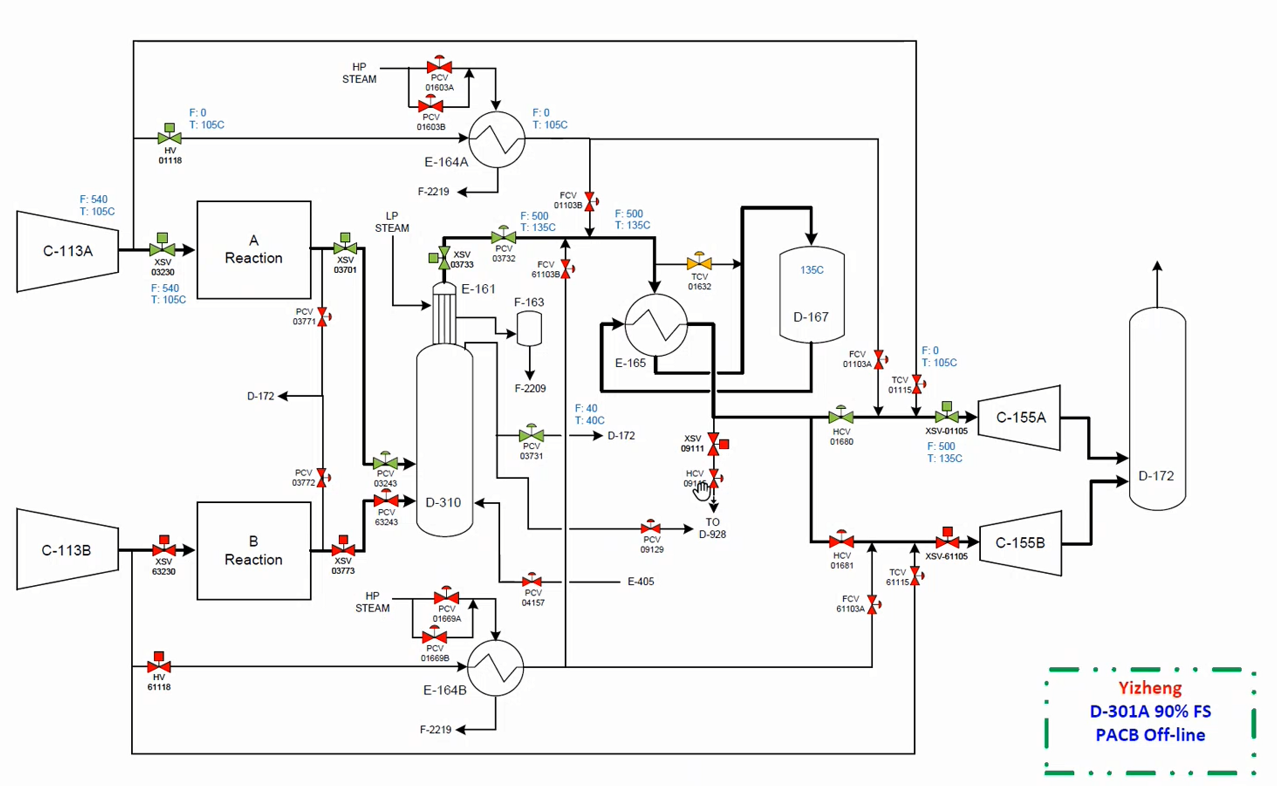 HP
STEAM
PCV
01603A
PCV
01603B
F: 0
T: 105C
F: 0
T: 105C
HV
01118
E-164A
F-2219
FCV
01103B
F: 540
T: 105C
C-113A
XSV
03230
F: 540
T: 105C
A
Reaction
XSV
03701
LP
STEAM
XSV
03733
F: 500
T: 135C
PCV
03732
F: 500
T: 135C
FCV
61103B
TCV
01632
135C
D-167
E-161
F-163
F-2209
E-165
PCV
03771
D-172
PCV
03772
F: 40
T: 40C
D-172
PCV
03731
PCV
03243
PCV
63243
D-310
XSV
09111
HCV
TO
D-928
PCV
09129
E-405
PCV
04157
FCV
01103A
F: 0
T: 105C
TCV
01115
HCV
01680
XSV-01105
F: 500
T: 135C
C-155A
D-172
C-113B
XSV
63230
B
Reaction
XSV
03773
HCV
01681
XSV-61105
C-155B
TCV
61115
FCV
61103A
HP
STEAM
PCV
01669A
PCV
01669B
HV
61118
E-164B
F-2219
Yizheng
D-301A 90% FS
PACB Off-line